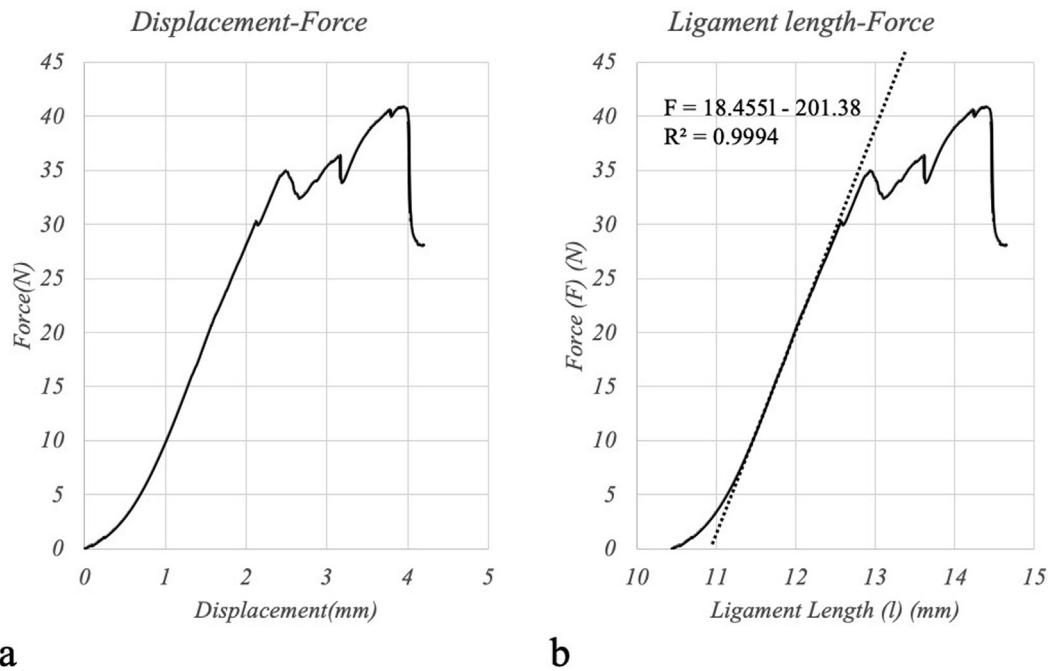 Displacement-Force
45
40
35
30
25
20
15
10
5
0
Force(N)
0 1 2 3 4 5
Displacement(mm)
a
Ligament length-Force
45
40
35
30
25
20
15
10
5
0
Force (F) (N)
F = 18.455l - 201.38
R² = 0.9994
10 11 12 13 14 15
Ligament Length (l) (mm)
b